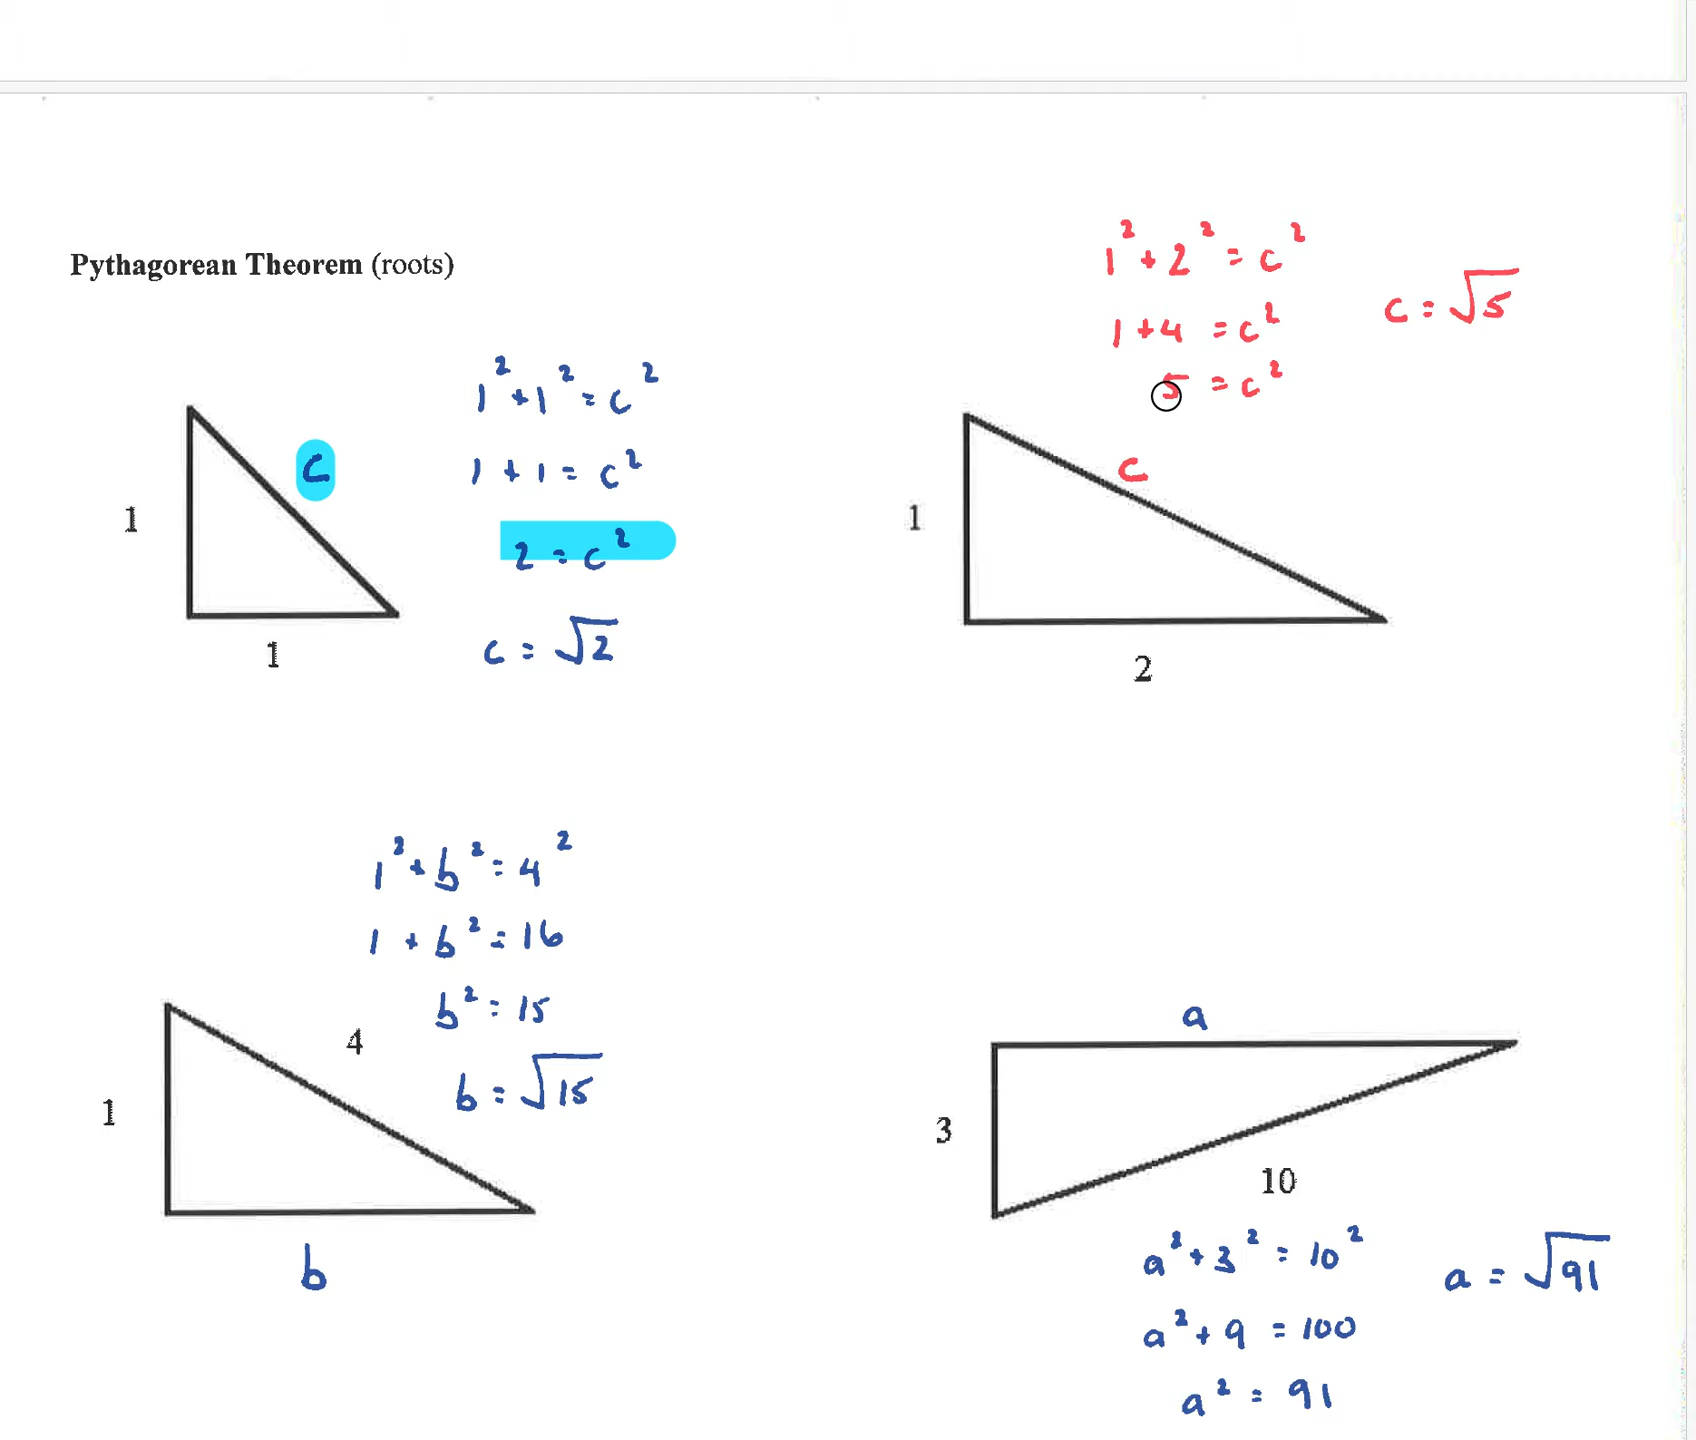 Pythagorean Theorem (roots)
1² + 1² = c²
1 + 1 = c²
2 = c²
c = √2
c
1
1
1² + 2² = c²
1 + 4 = c²
5 = c²
c = √5
c
1
2
1² + b² = 4²
1 + b² = 16
b² = 15
b = √15
4
1
b
a
3
10
a² + 3² = 10²
a² + 9 = 100
a² = 91
a = √91